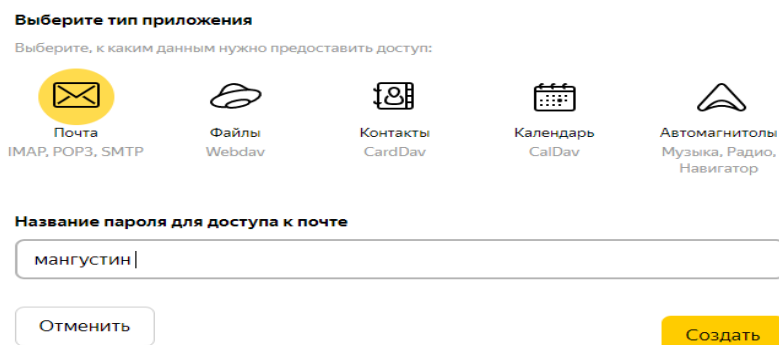 Выберите тип приложения
Выберите, к каким данным нужно предоставить доступ:
Почта
IMAP, POP3, SMTP
Файлы
Webdav
Контакты
CardDav
Календарь
CalDav
Автомагнитолы
Музыка, Радио,
Навигатор
Название пароля для доступа к почте
мангустин
Отменить
Создать